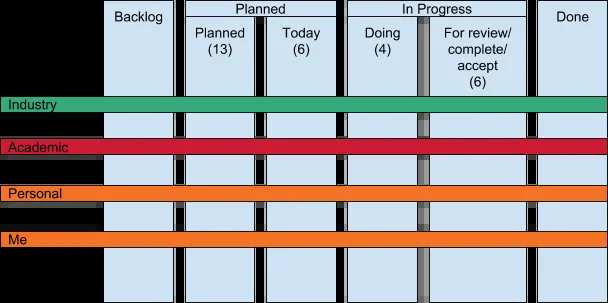 Backlog
Planned
In Progress
Done
Planned
(13)
Today
(6)
Doing
(4)
For review/
complete/
accept
(6)
Industry
Academic
Personal
Me